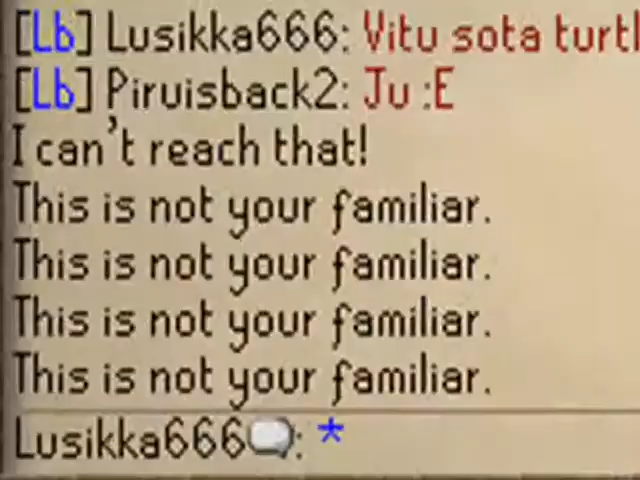 [Lb] Lusikka666: Vitu sota turtl
[Lb] Piruisback2: Ju :E
I can't reach that!
This is not your familiar.
This is not your familiar.
This is not your familiar.
This is not your familiar.
Lusikka666: *